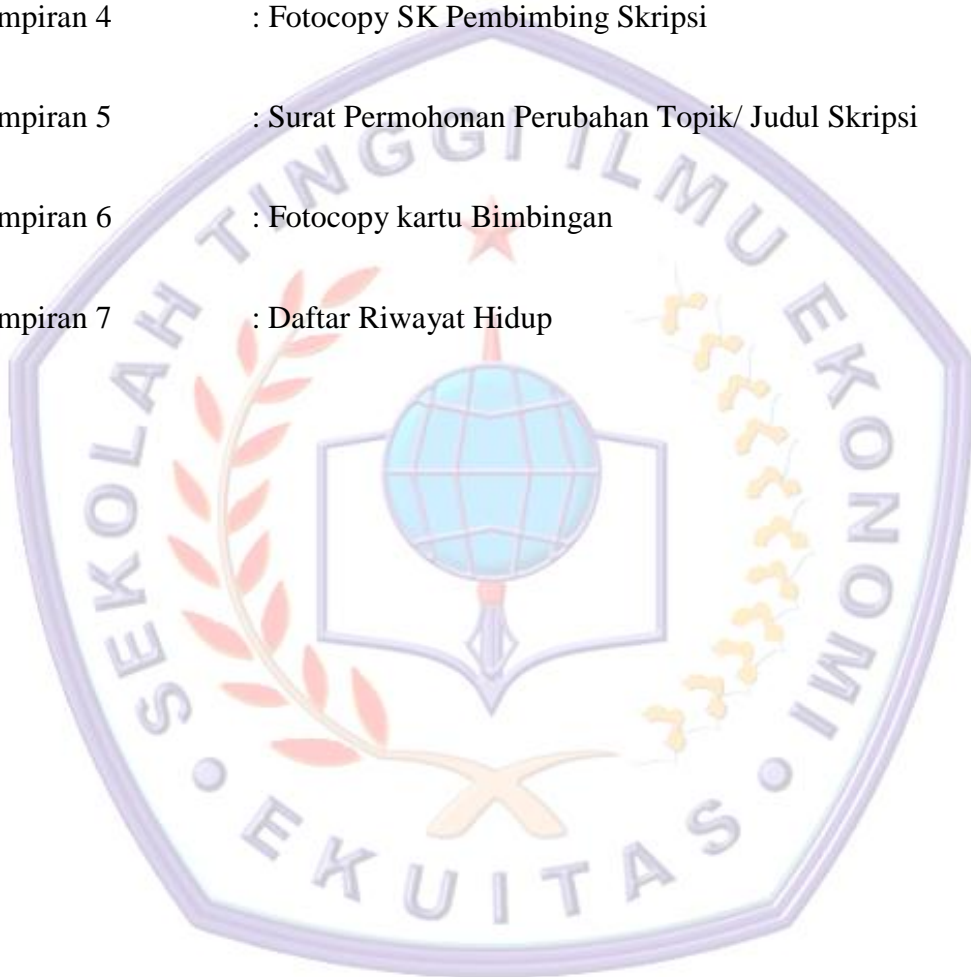 mpiran 4 : Fotocopy SK Pembimbing Skripsi
mpiran 5 : Surat Permohonan Perubahan Topik/ Judul Skripsi
mpiran 6 : Fotocopy kartu Bimbingan
mpiran 7 : Daftar Riwayat Hidup
SEKOLAH TINGGI ILMU EKONOMI
• EKUITAS •